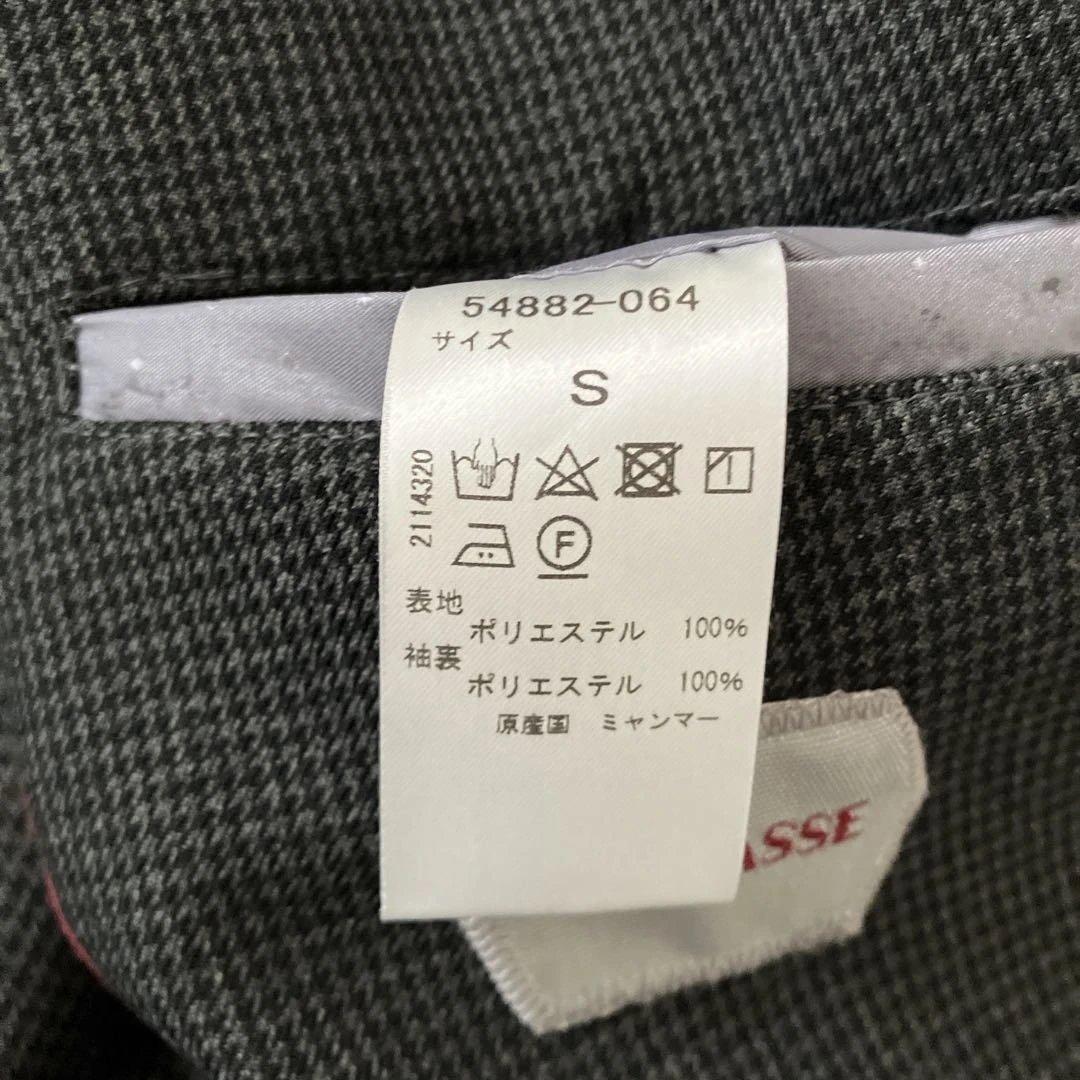 54882-064
サイズ
S
2114320
F
表地
ポリエステル 100%
袖裏
ポリエステル 100%
原産国 ミャンマー
ASSE